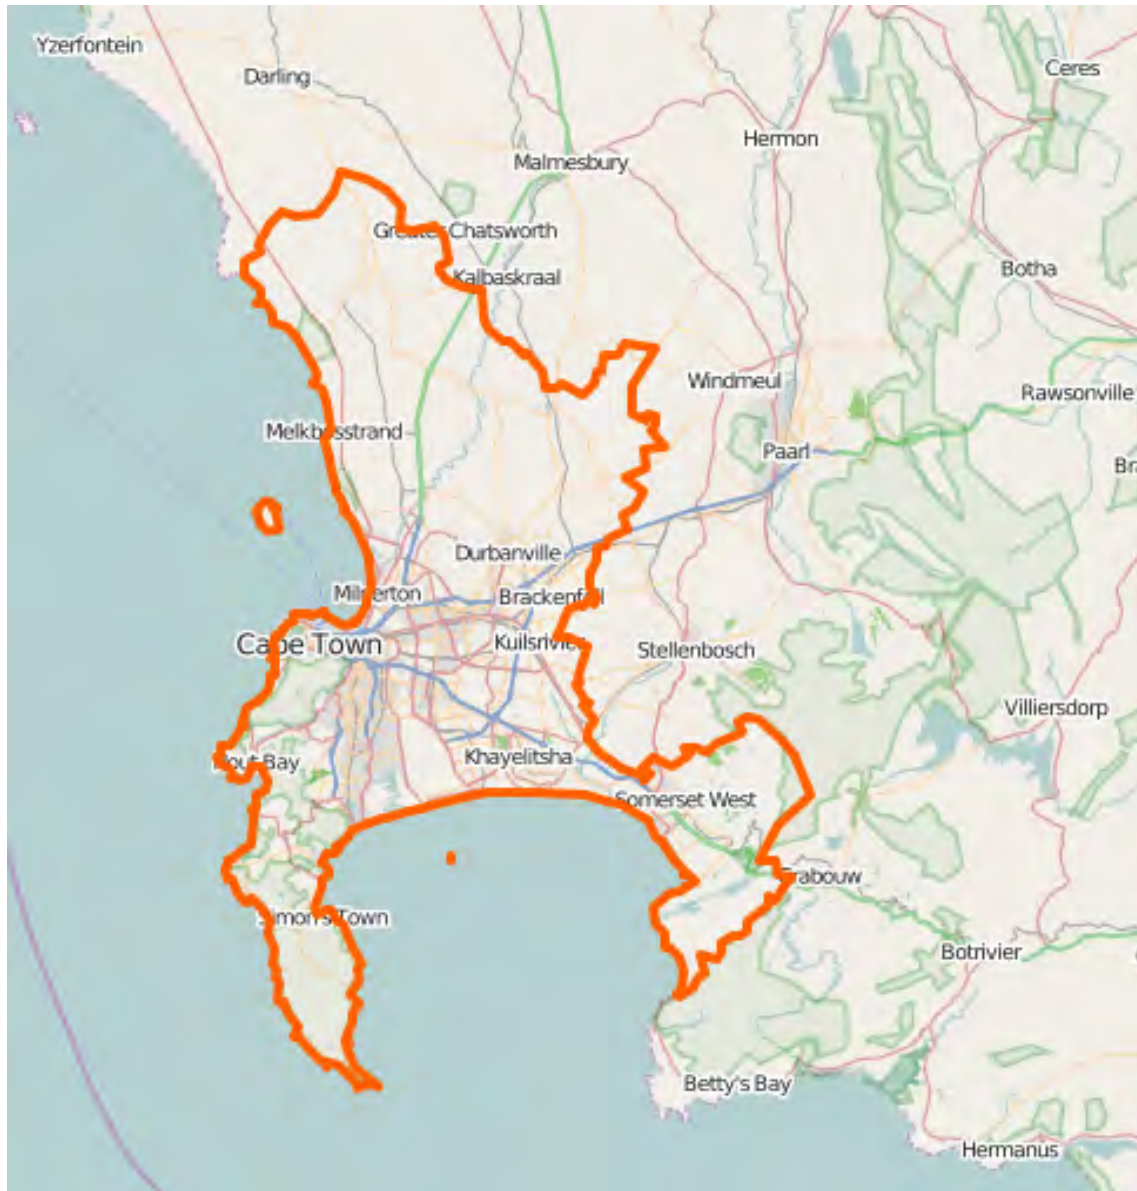 Yzerfontein
Darling
Ceres
Hermon
Malmesbury
Greater Chatsworth
Botha
Kalbaskraal
Windmeul
Rawsonville
Melkbosstrand
Paarl
Bra
Durbanville
Milnerton
Brackenfell
Cape Town
Kuilsrivier
Stellenbosch
Villiersdorp
Hout Bay
Khayelitsha
Somerset West
Grabouw
Simon's Town
Botrivier
Betty's Bay
Hermanus